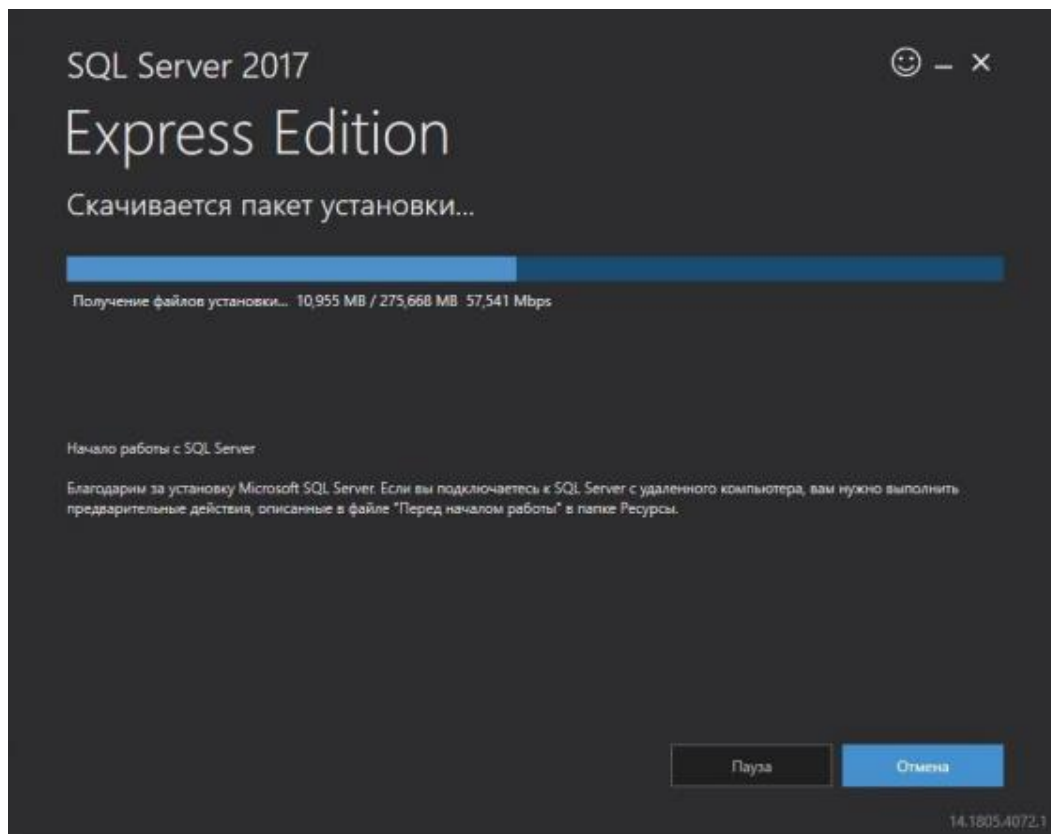 SQL Server 2017
Express Edition
Скачивается пакет установки...
Получение файлов установки... 10,955 MB / 275,668 MB 57,541 Mbps
Начало работы с SQL Server
Благодарим за установку Microsoft SQL Server. Если вы подключаетесь к SQL Server с удаленного компьютера, вам нужно выполнить
предварительные действия, описанные в файле "Перед началом работы" в папке Ресурсы.
Пауза
Отмена
14.1805.4072.1